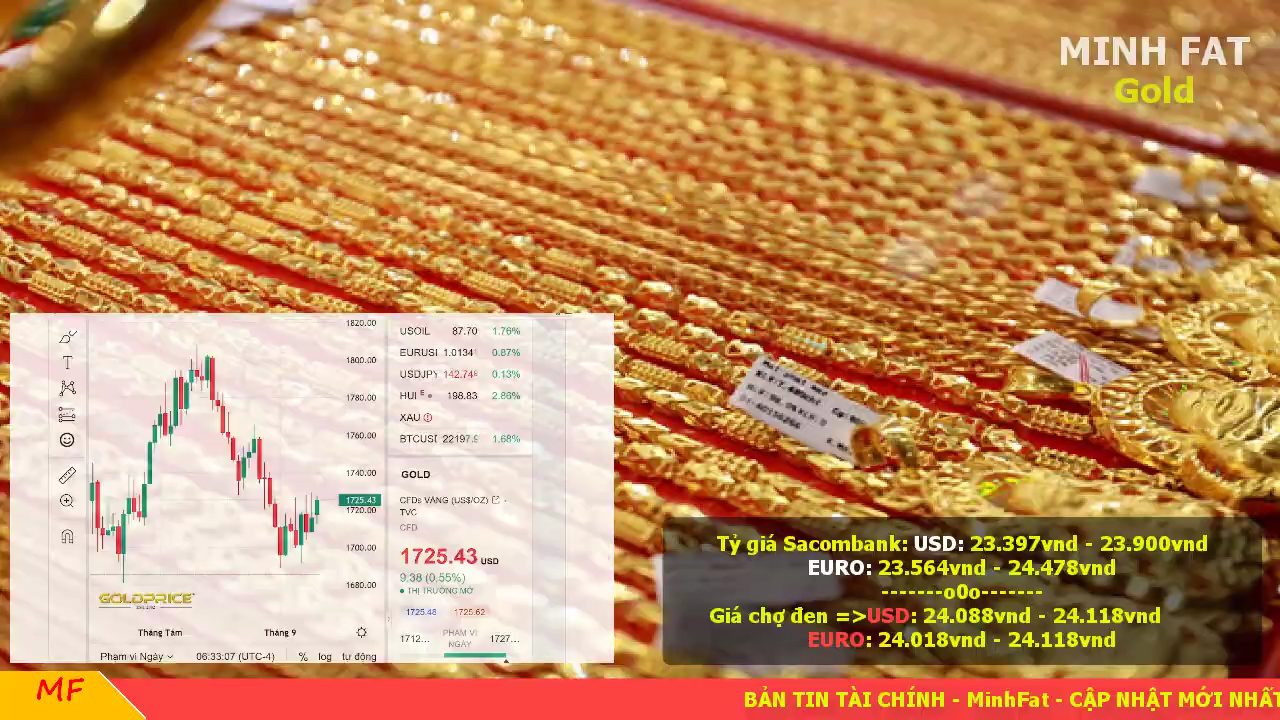 MINH FAT
Gold
1820.00
1800.00
1780.00
1760.00
1740.00
1725.43
1720.00
1700.00
1680.00
GOLDPRICE
Tháng Tám
Tháng 9
Phạm vi Ngày
06:33:07 (UTC-4)
%
log
tự động
USOIL 87.70 1.76%
EURUSI 1.0134 0.87%
USDJPY 142.74 0.13%
HUI E 198.83 2.86%
XAU
BTCUSI 22197.9 1.68%
GOLD
CFDs VÀNG (US$/OZ)
TVC
CFD
1725.43 USD
9.38 (0.55%)
THỊ TRƯỜNG MỞ
1725.48 1725.62
1712... PHẠM VI NGÀY 1727...
Tỷ giá Sacombank: USD: 23.397vnd - 23.900vnd
EURO: 23.564vnd - 24.478vnd
-------o0o-------
Giá chợ đen =>USD: 24.088vnd - 24.118vnd
EURO: 24.018vnd - 24.118vnd
MF
BẢN TIN TÀI CHÍNH - MinhFat - CẬP NHẬT MỚI NHẤT